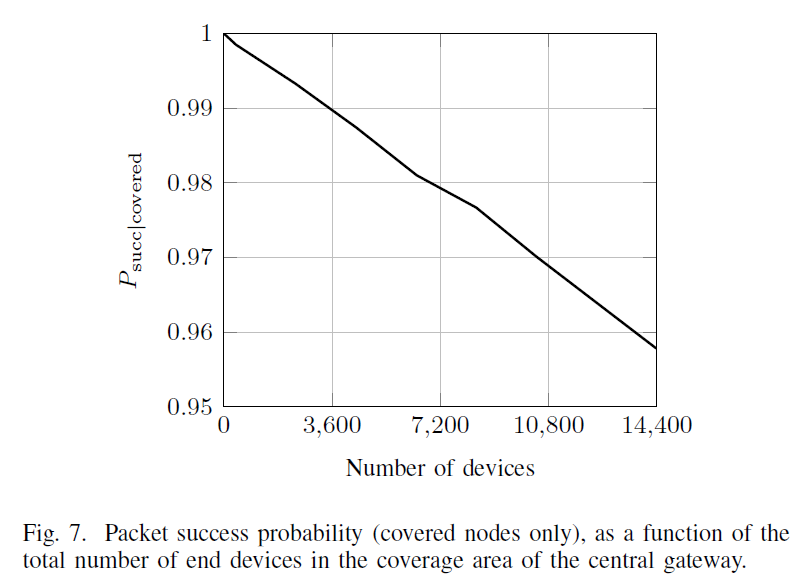 1
0.99
0.98
0.97
0.96
0.95
P succ|covered
0 3,600 7,200 10,800 14,400
Number of devices
Fig. 7. Packet success probability (covered nodes only), as a function of the
total number of end devices in the coverage area of the central gateway.